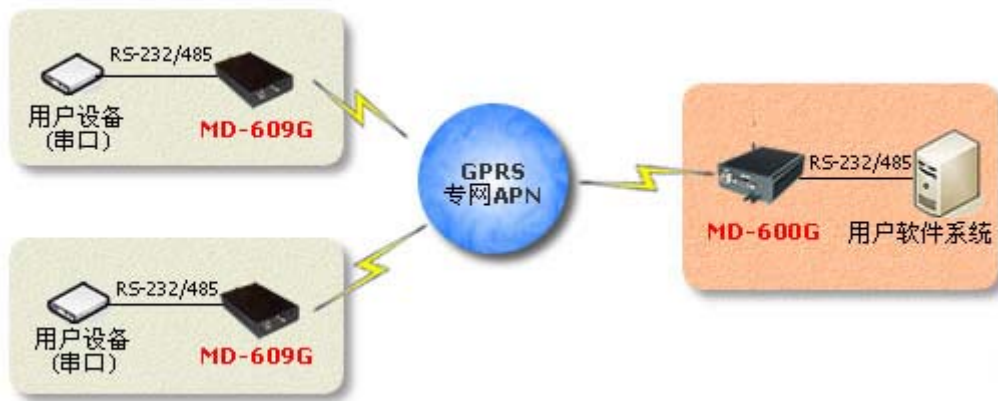 RS-232/485
用户设备
(串口)
MD-609G
RS-232/485
用户设备
(串口)
MD-609G
GPRS
专网APN
RS-232/485
MD-600G
用户软件系统